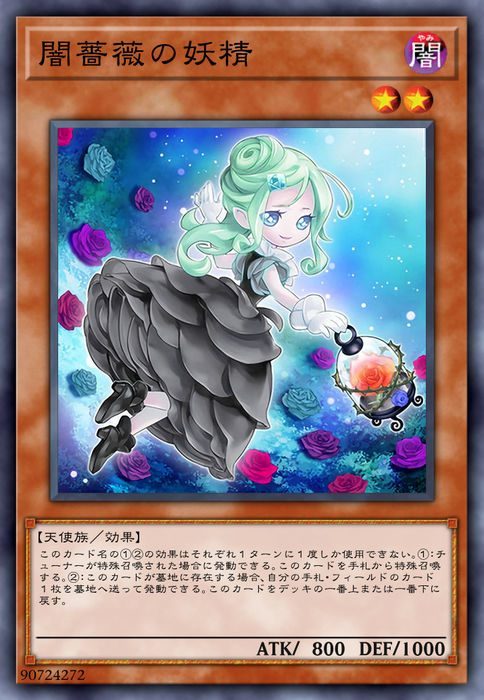 闇薔薇の妖精
やみ
闇
【天使族／効果】
このカード名の①②の効果はそれぞれ１ターンに１度しか使用できない。①：チ
ューナーが特殊召喚された場合に発動できる。このカードを手札から特殊召喚
する。②：このカードが墓地に存在する場合、自分の手札・フィールドのカード
１枚を墓地へ送って発動できる。このカードをデッキの一番上または一番下に
戻す。
ATK/ 800 DEF/1000
90724272